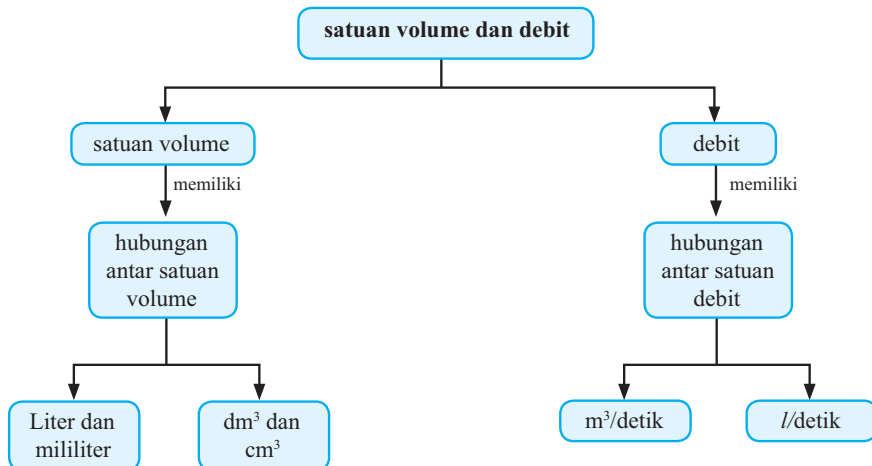 satuan volume dan debit
satuan volume
debit
memiliki
memiliki
hubungan
antar satuan
volume
hubungan
antar satuan
debit
Liter dan
mililiter
dm³ dan
cm³
m³/detik
l/detik